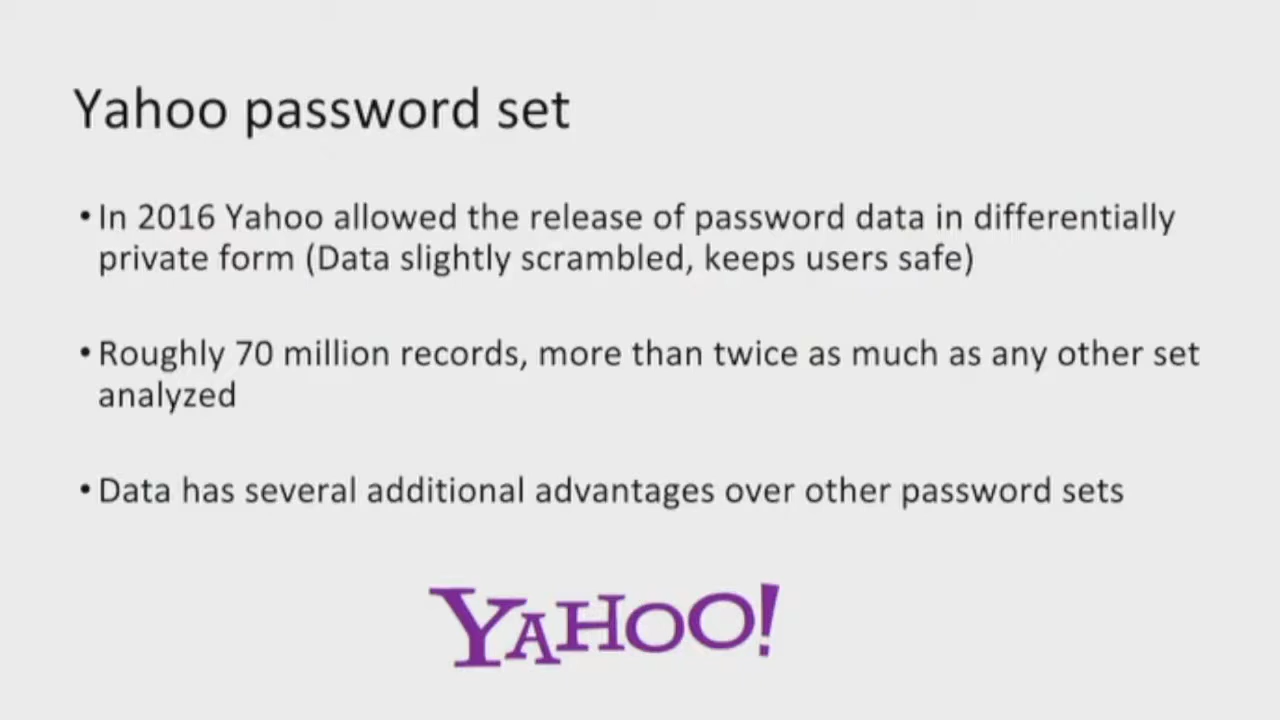 Yahoo password set
• In 2016 Yahoo allowed the release of password data in differentially
private form (Data slightly scrambled, keeps users safe)
• Roughly 70 million records, more than twice as much as any other set
analyzed
• Data has several additional advantages over other password sets
YAHOO!